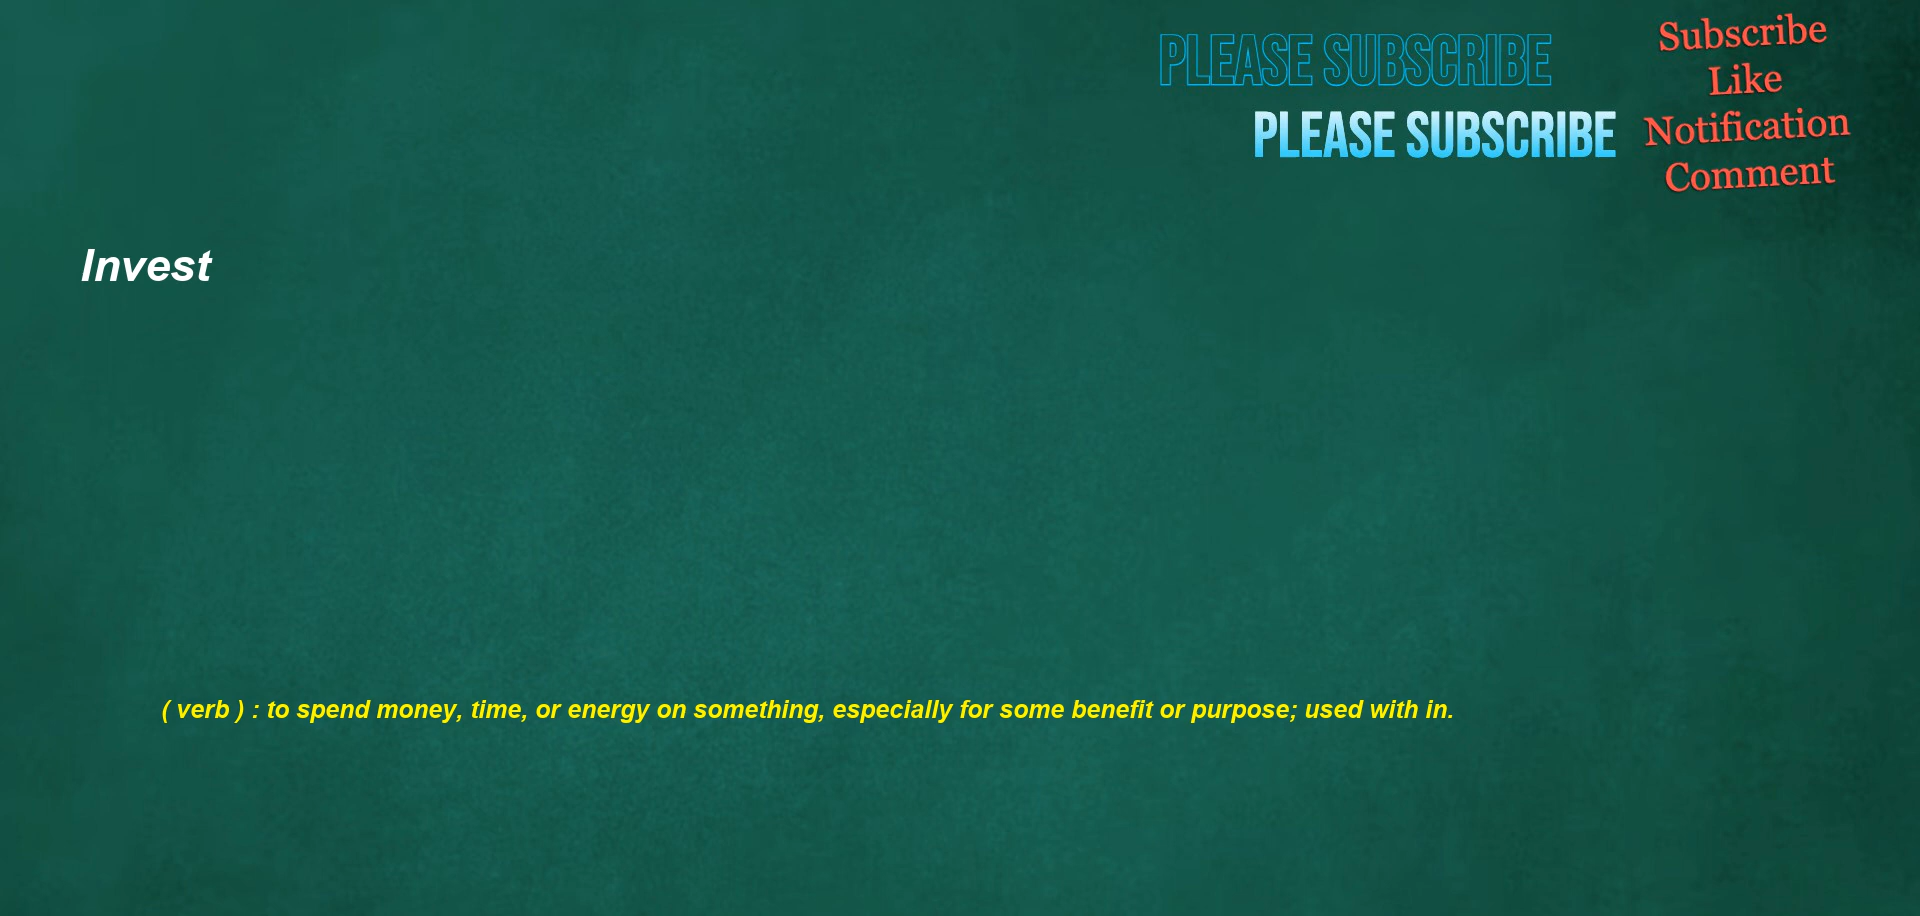 PLEASE SUBSCRIBE
PLEASE SUBSCRIBE
Subscribe
Like
Notification
Comment
Invest
( verb ) : to spend money, time, or energy on something, especially for some benefit or purpose; used with in.